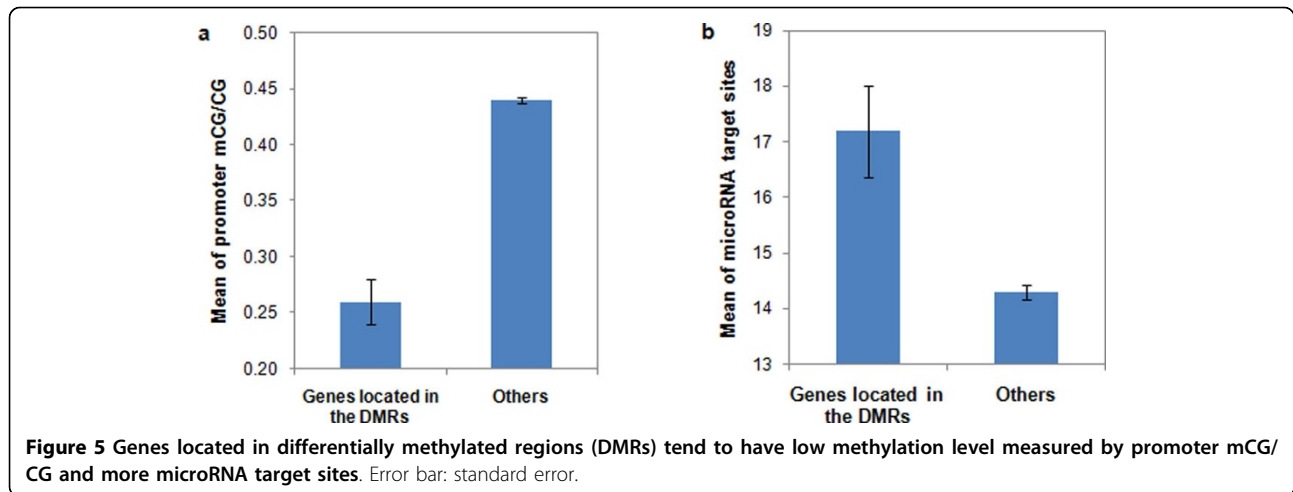 a
0.50
0.45
0.40
0.35
0.30
0.25
0.20
Mean of promoter mCG/CG
Genes located in
the DMRs
Others
b
19
18
17
16
15
14
13
Mean of microRNA target sites
Genes located in
the DMRs
Others
Figure 5 Genes located in differentially methylated regions (DMRs) tend to have low methylation level measured by promoter mCG/
CG and more microRNA target sites. Error bar: standard error.